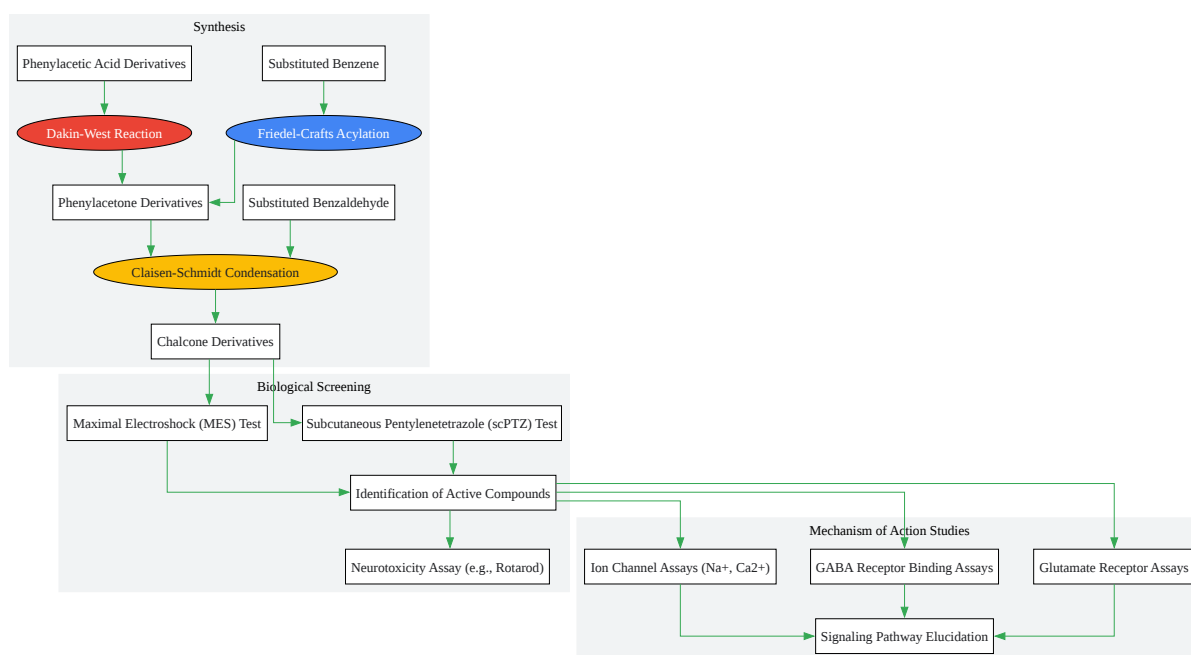 Synthesis
Phenylacetic Acid Derivatives
Substituted Benzene
Dakin-West Reaction
Friedel-Crafts Acylation
Phenylacetone Derivatives
Substituted Benzaldehyde
Claisen-Schmidt Condensation
Chalcone Derivatives
Biological Screening
Maximal Electroshock (MES) Test
Subcutaneous Pentylenetetrazole (scPTZ) Test
Identification of Active Compounds
Neurotoxicity Assay (e.g., Rotarod)
Mechanism of Action Studies
Ion Channel Assays (Na+, Ca2+)
GABA Receptor Binding Assays
Glutamate Receptor Assays
Signaling Pathway Elucidation